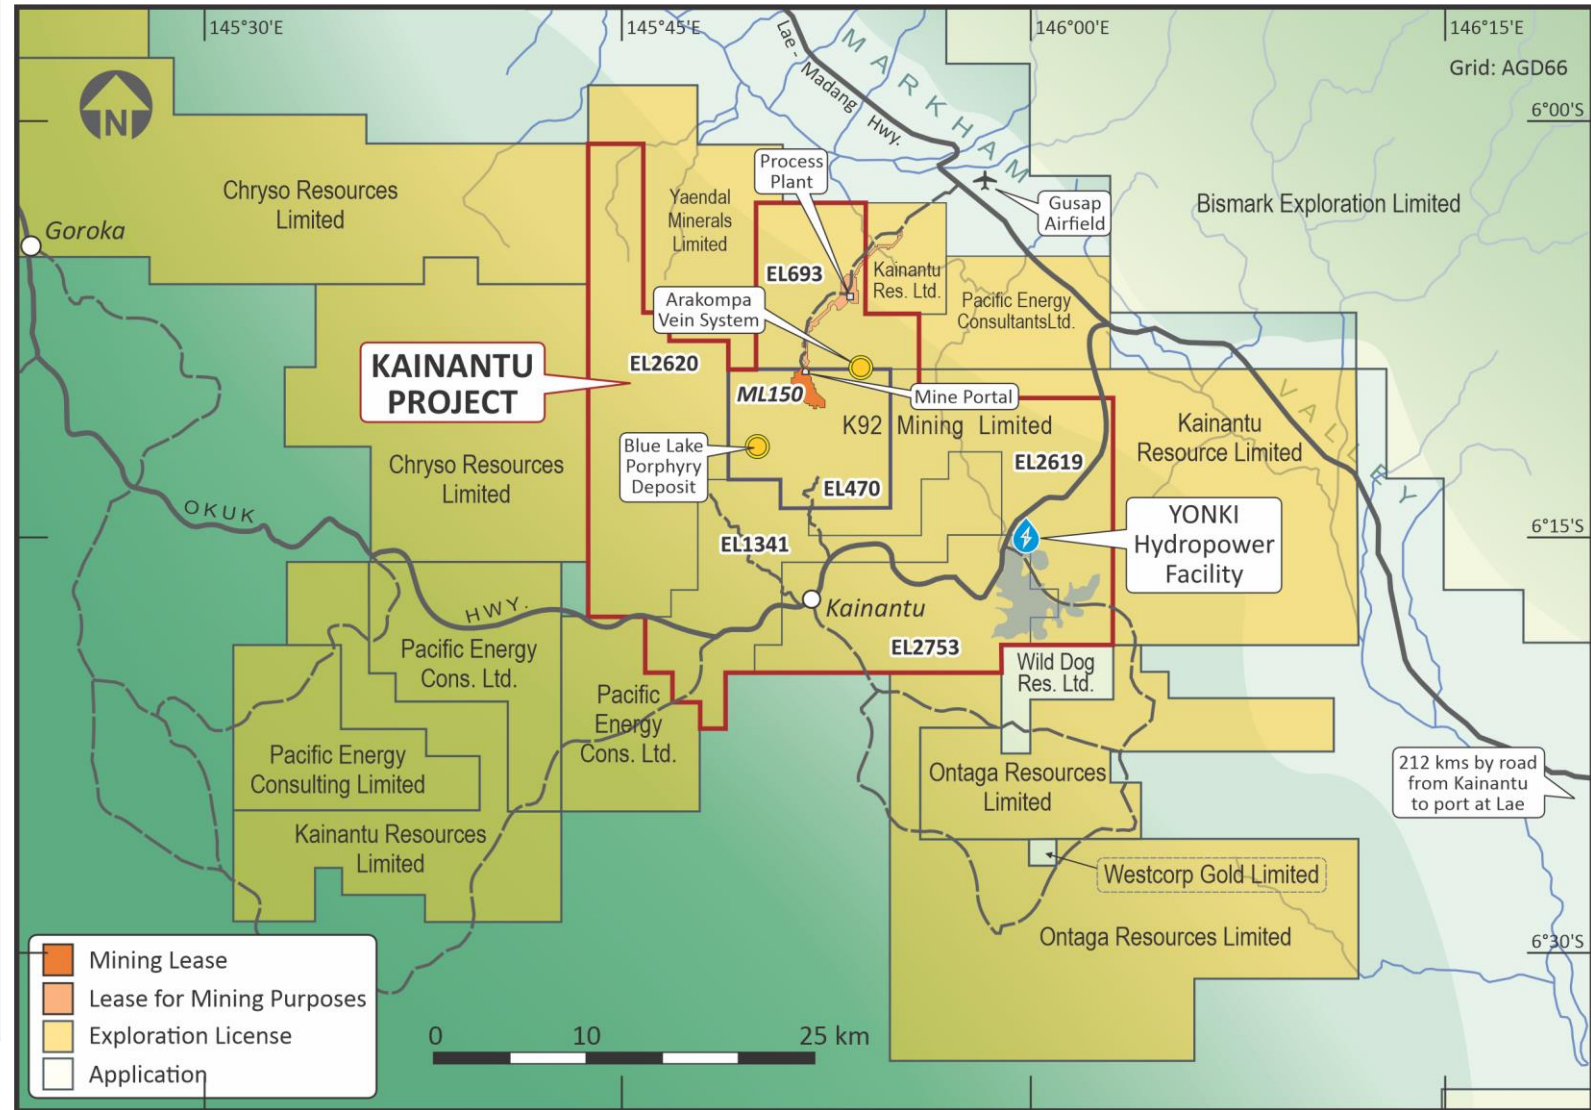 145°30'E
145°45'E
146°00'E
146°15'E
Grid: AGD66
6°00'S
6°15'S
6°30'S
N
Lae - Madang Hwy.
MARKHAM
VALLEY
Goroka
Chryso Resources
Limited
Yaendal
Minerals
Limited
Process
Plant
Gusap
Airfield
Bismark Exploration Limited
EL693
Kainantu
Res. Ltd.
Arakompa
Vein System
Pacific Energy
ConsultantsLtd.
KAINANTU
PROJECT
EL2620
ML150
Mine Portal
K92 Mining Limited
Kainantu
Resource Limited
Blue Lake
Porphyry
Deposit
Chryso Resources
Limited
EL2619
EL470
OKUK
HWY.
EL1341
YONKI
Hydropower
Facility
Kainantu
EL2753
Pacific Energy
Cons. Ltd.
Wild Dog
Res. Ltd.
Pacific
Energy
Cons. Ltd.
Pacific Energy
Consulting Limited
Ontaga Resources
Limited
212 kms by road
from Kainantu
to port at Lae
Kainantu Resources
Limited
Westcorp Gold Limited
Ontaga Resources Limited
Mining Lease
Lease for Mining Purposes
Exploration License
Application
0 10 25 km